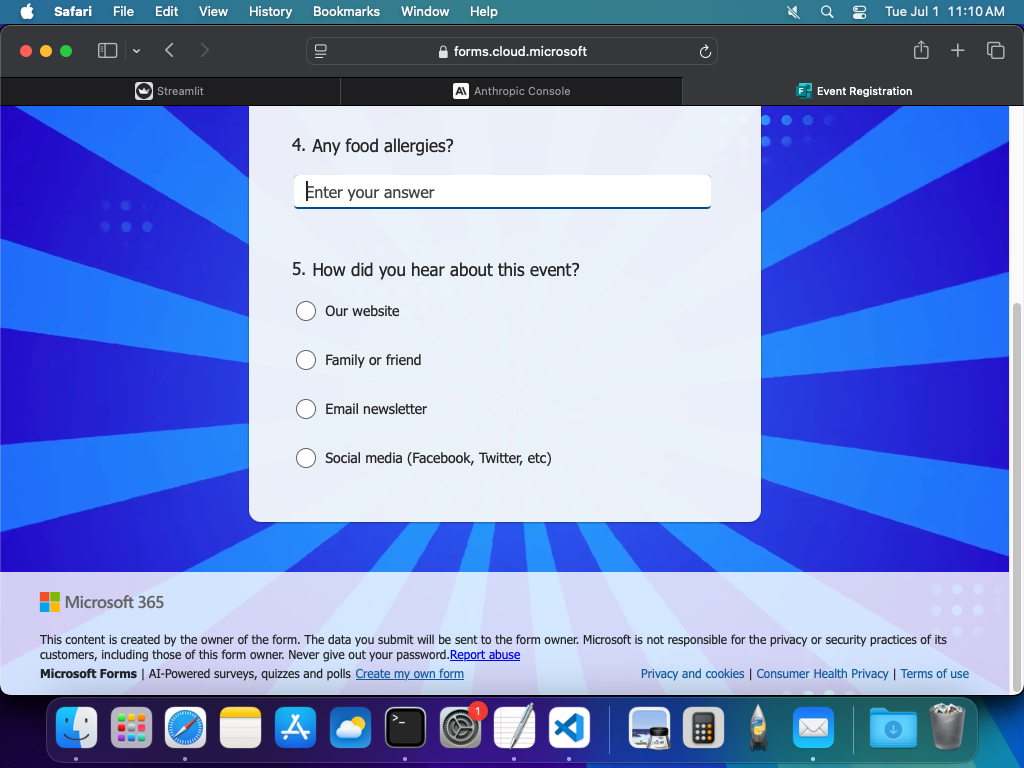 Safari File Edit View History Bookmarks Window Help Tue Jul 1 11:10 AM
forms.cloud.microsoft
Streamlit Anthropic Console Event Registration
4. Any food allergies?
Enter your answer
5. How did you hear about this event?
Our website
Family or friend
Email newsletter
Social media (Facebook, Twitter, etc)
Microsoft 365
This content is created by the owner of the form. The data you submit will be sent to the form owner. Microsoft is not responsible for the privacy or security practices of its
customers, including those of this form owner. Never give out your password.Report abuse
Microsoft Forms | AI-Powered surveys, quizzes and polls Create my own form Privacy and cookies | Consumer Health Privacy | Terms of use
1